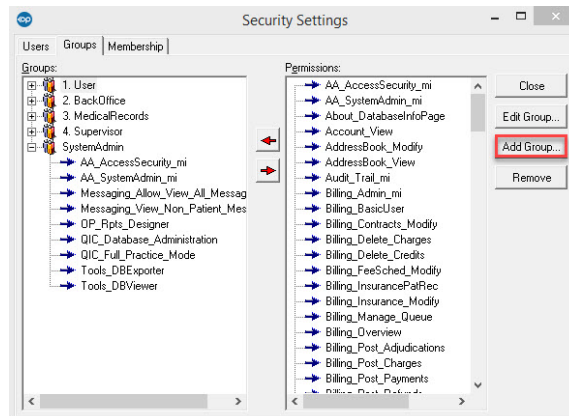 op
Security Settings
Users Groups Membership
Groups:
1. User
2. BackOffice
3. MedicalRecords
4. Supervisor
SystemAdmin
AA_AccessSecurity_mi
AA_SystemAdmin_mi
Messaging_Allow_View_All_Messag
Messaging_View_Non_Patient_Mes
OP_Rpts_Designer
QIC_Database_Administration
QIC_Full_Practice_Mode
Tools_DBExporter
Tools_DBViewer
Permissions:
AA_AccessSecurity_mi
AA_SystemAdmin_mi
About_DatabaseInfoPage
Account_View
AddressBook_Modify
AddressBook_View
Audit_Trail_mi
Billing_Admin_mi
Billing_BasicUser
Billing_Contracts_Modify
Billing_Delete_Charges
Billing_Delete_Credits
Billing_FeeSched_Modify
Billing_InsurancePatRec
Billing_Insurance_Modify
Billing_Manage_Queue
Billing_Overview
Billing_Post_Adjudications
Billing_Post_Charges
Billing_Post_Payments
Billing_Post_Refunds
Close
Edit Group...
Add Group...
Remove